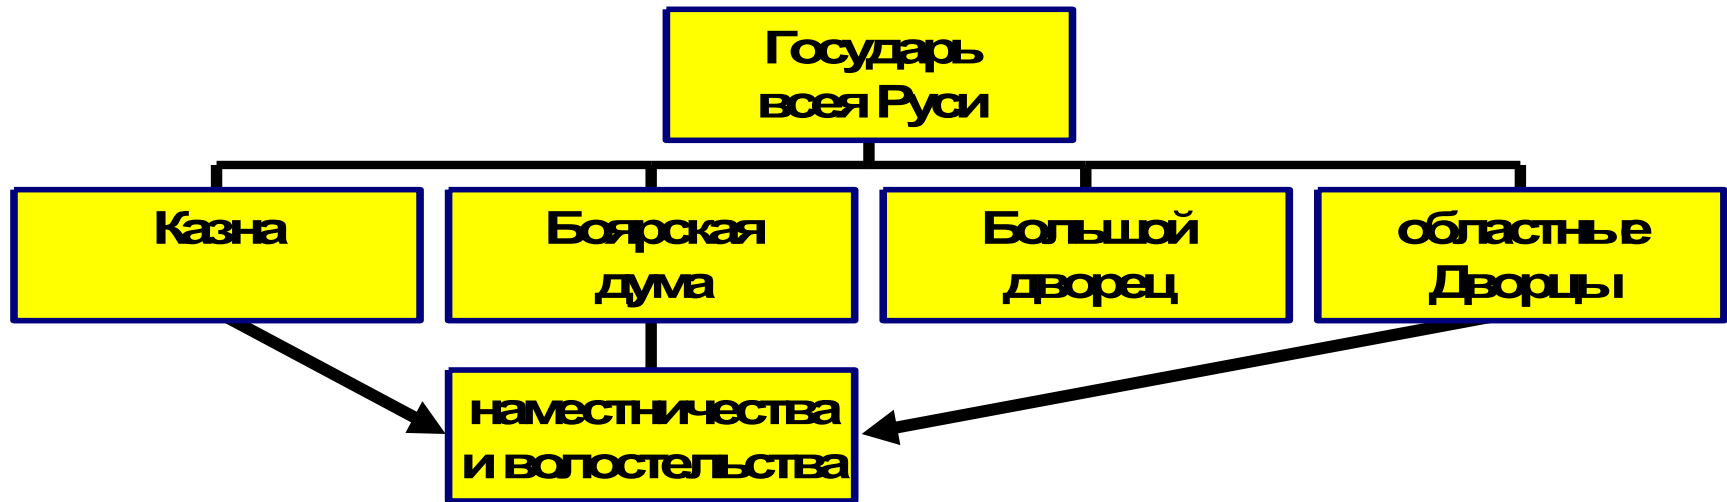 Государь
всея Руси
Казна
Боярская
дума
Большой
дворец
областные
Дворцы
наместничества
и волостельства